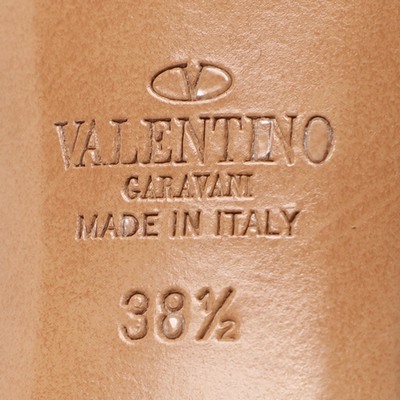 V
VALENTINO
GARAVANI
MADE IN ITALY
38½